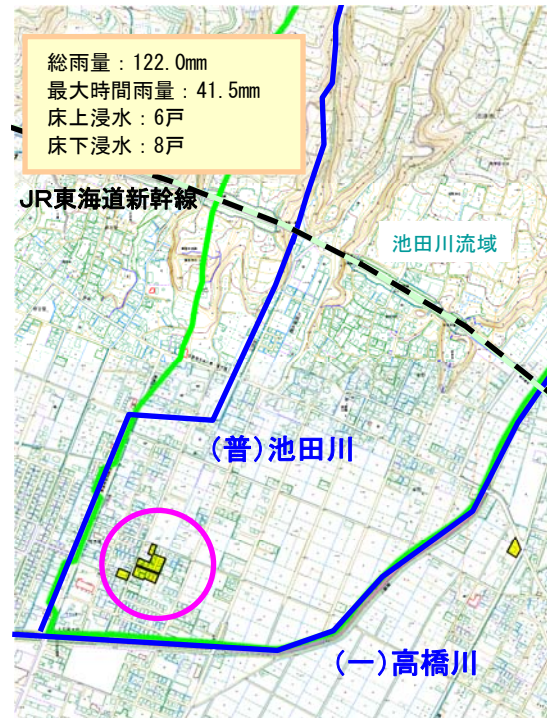 総雨量：122.0mm
最大時間雨量：41.5mm
床上浸水：6戸
床下浸水：8戸
JR東海道新幹線
池田川流域
(普)池田川
(一)高橋川